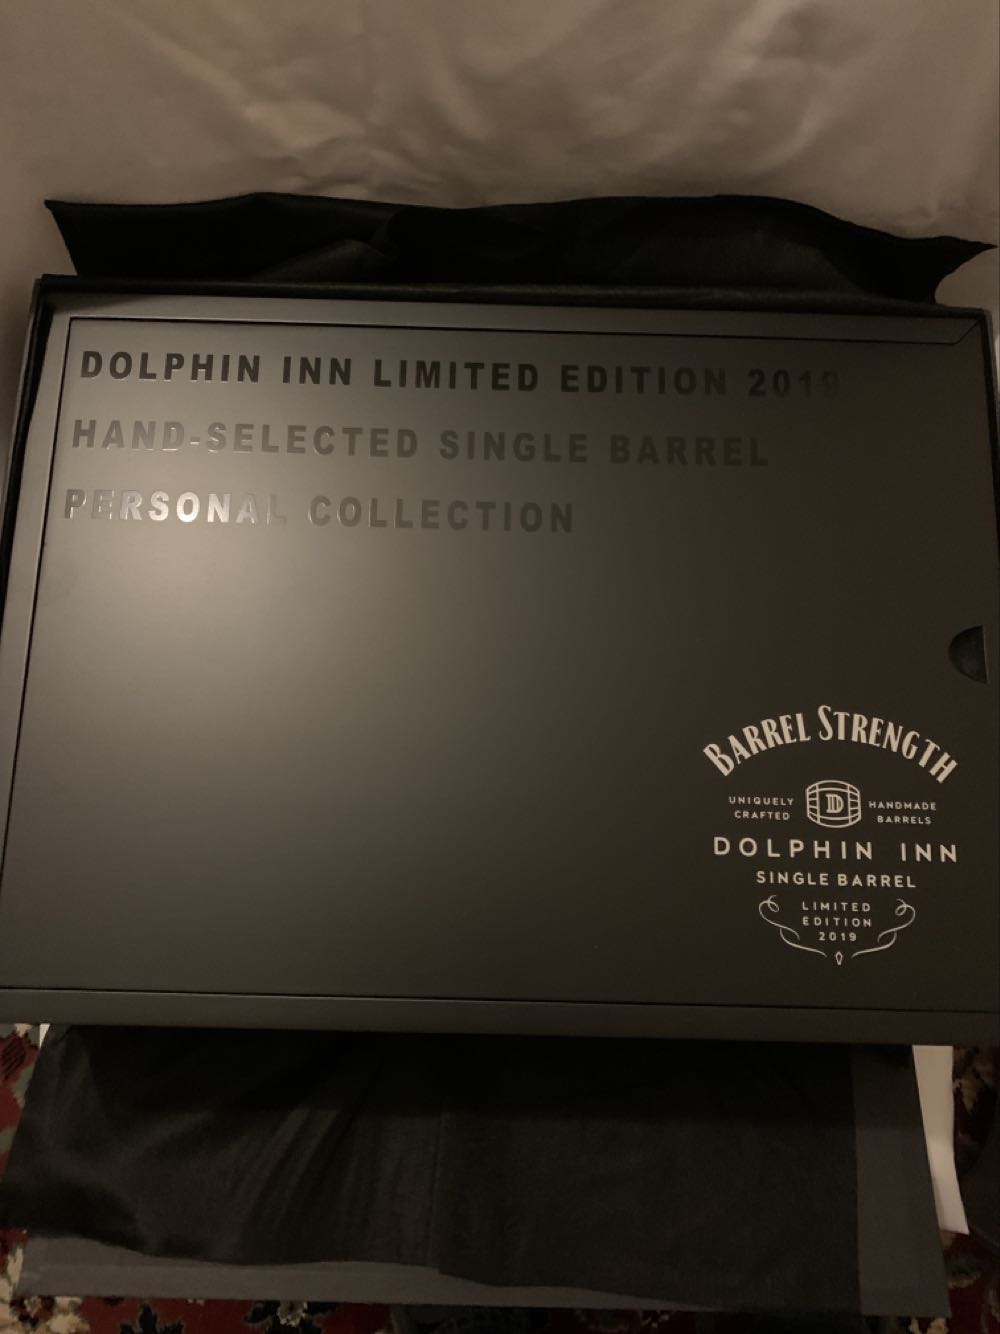 DOLPHIN INN LIMITED EDITION 2019
HAND-SELECTED SINGLE BARREL
PERSONAL COLLECTION
BARREL STRENGTH
UNIQUELY CRAFTED
D
HANDMADE BARRELS
DOLPHIN INN
SINGLE BARREL
LIMITED
EDITION
2019